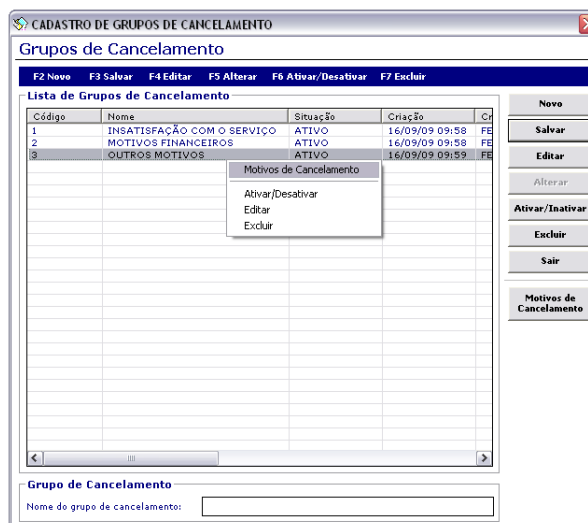 CADASTRO DE GRUPOS DE CANCELAMENTO
Grupos de Cancelamento
F2 Novo F3 Salvar F4 Editar F5 Alterar F6 Ativar/Desativar F7 Excluir
Lista de Grupos de Cancelamento
Código Nome Situação Criação Cr
1 INSATISFAÇÃO COM O SERVIÇO ATIVO 16/09/09 09:58 FE
2 MOTIVOS FINANCEIROS ATIVO 16/09/09 09:58 FE
3 OUTROS MOTIVOS ATIVO 16/09/09 09:59 FE
Motivos de Cancelamento
Ativar/Desativar
Editar
Excluir
Novo
Salvar
Editar
Alterar
Ativar/Inativar
Excluir
Sair
Motivos de
Cancelamento
Grupo de Cancelamento
Nome do grupo de cancelamento: